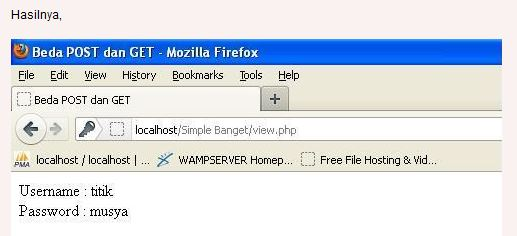 Hasilnya,
Beda POST dan GET - Mozilla Firefox
File Edit View History Bookmarks Tools Help
Beda POST dan GET
localhost/Simple Banget/view.php
PMA localhost / localhost | ... WAMPSERVER Homep... Free File Hosting & Vid...
Username : titik
Password : musya